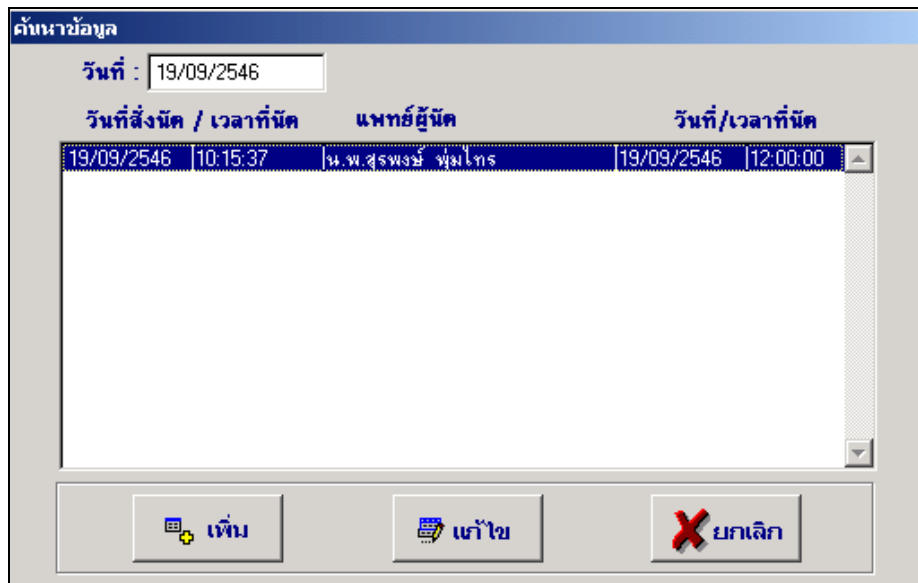 ค้นหาข้อมูล
วันที่ : 19/09/2546
วันที่สั่งนัด / เวลาที่นัด แพทย์ผู้นัด วันที่/เวลาที่นัด
19/09/2546 |10:15:37 |น.พ.สุรพงษ์ พุ่มไทร |19/09/2546 |12:00:00
เพิ่ม แก้ไข ยกเลิก